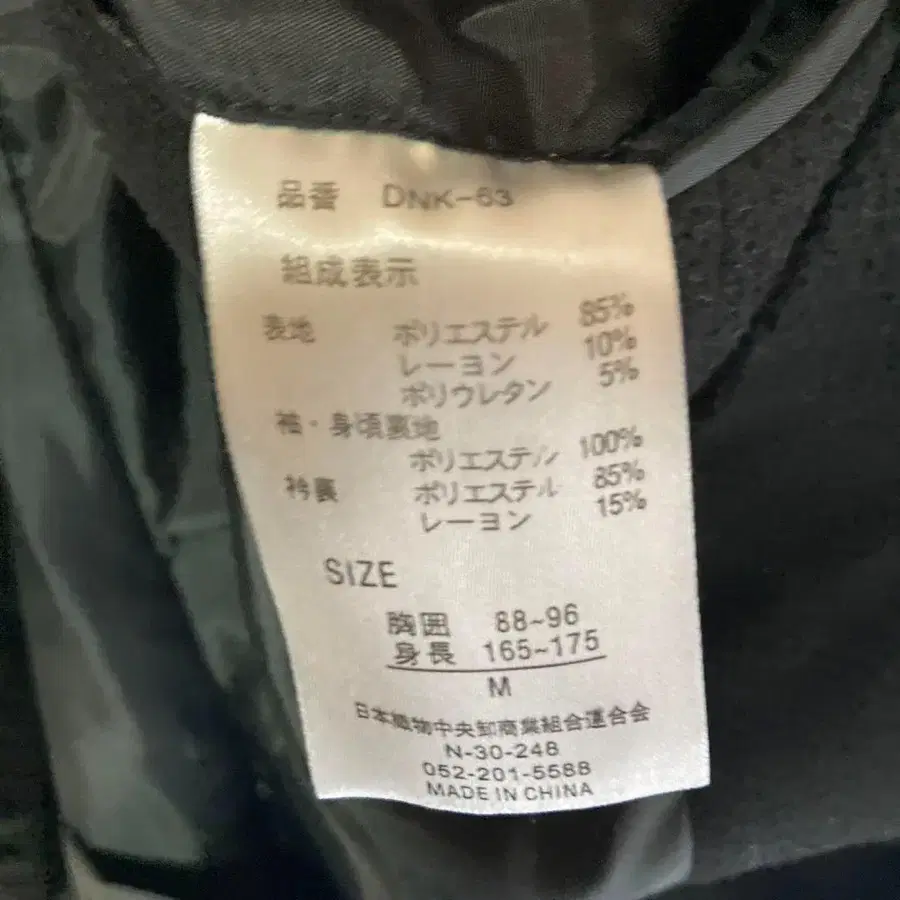 品番 DNK-63
組成表示
表地 ポリエステル 85%
レーヨン 10%
ポリウレタン 5%
袖・身頃裏地
ポリエステル 100%
衿裏 ポリエステル 85%
レーヨン 15%
SIZE
胸囲 88~96
身長 165~175
M
日本織物中央卸商業組合連合会
N-30-248
052-201-5588
MADE IN CHINA